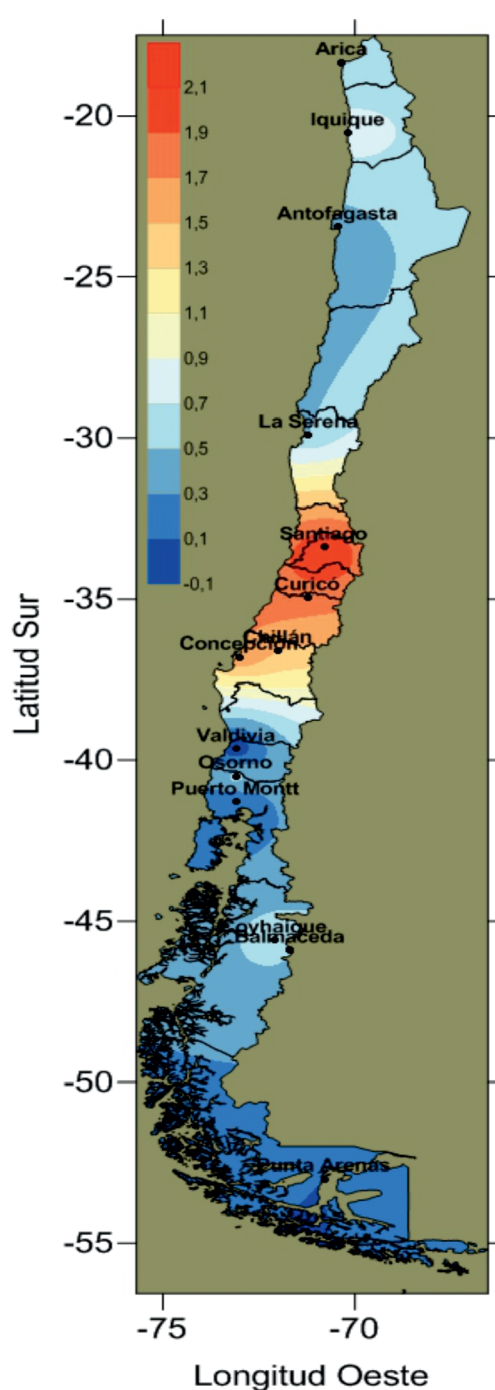 Arica
Iquique
Antofagasta
La Serena
Santiago
Curicó
Chillán
Concepción
Valdivia
Osorno
Puerto Montt
oyhaique
Balmaceda
Punta Arenas
2,1
1,9
1,7
1,5
1,3
1,1
0,9
0,7
0,5
0,3
0,1
-0,1
-20
-25
-30
-35
-40
-45
-50
-55
Latitud Sur
-75 -70
Longitud Oeste